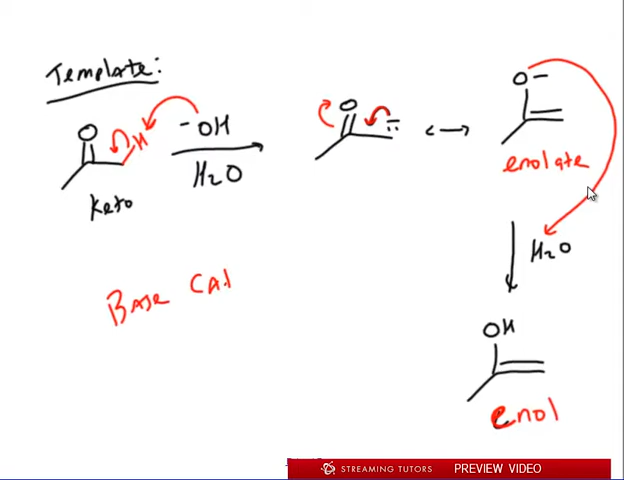 Template:
O
H
-OH
H2O
keto
O
O-
enolate
H2O
Base Cat
OH
enol
STREAMING TUTORS PREVIEW VIDEO